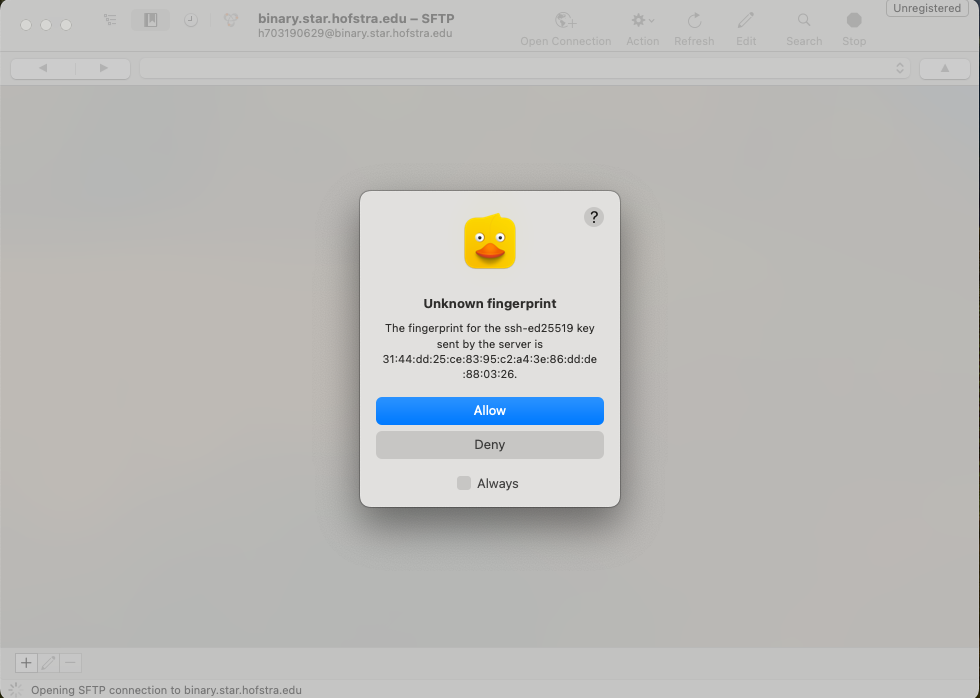 binary.star.hofstra.edu – SFTP
h703190629@binary.star.hofstra.edu
Open Connection
Action
Refresh
Edit
Search
Stop
Unregistered
?
Unknown fingerprint
The fingerprint for the ssh-ed25519 key
sent by the server is
31:44:dd:25:ce:83:95:c2:a4:3e:86:dd:de
:88:03:26.
Allow
Deny
Always
Opening SFTP connection to binary.star.hofstra.edu